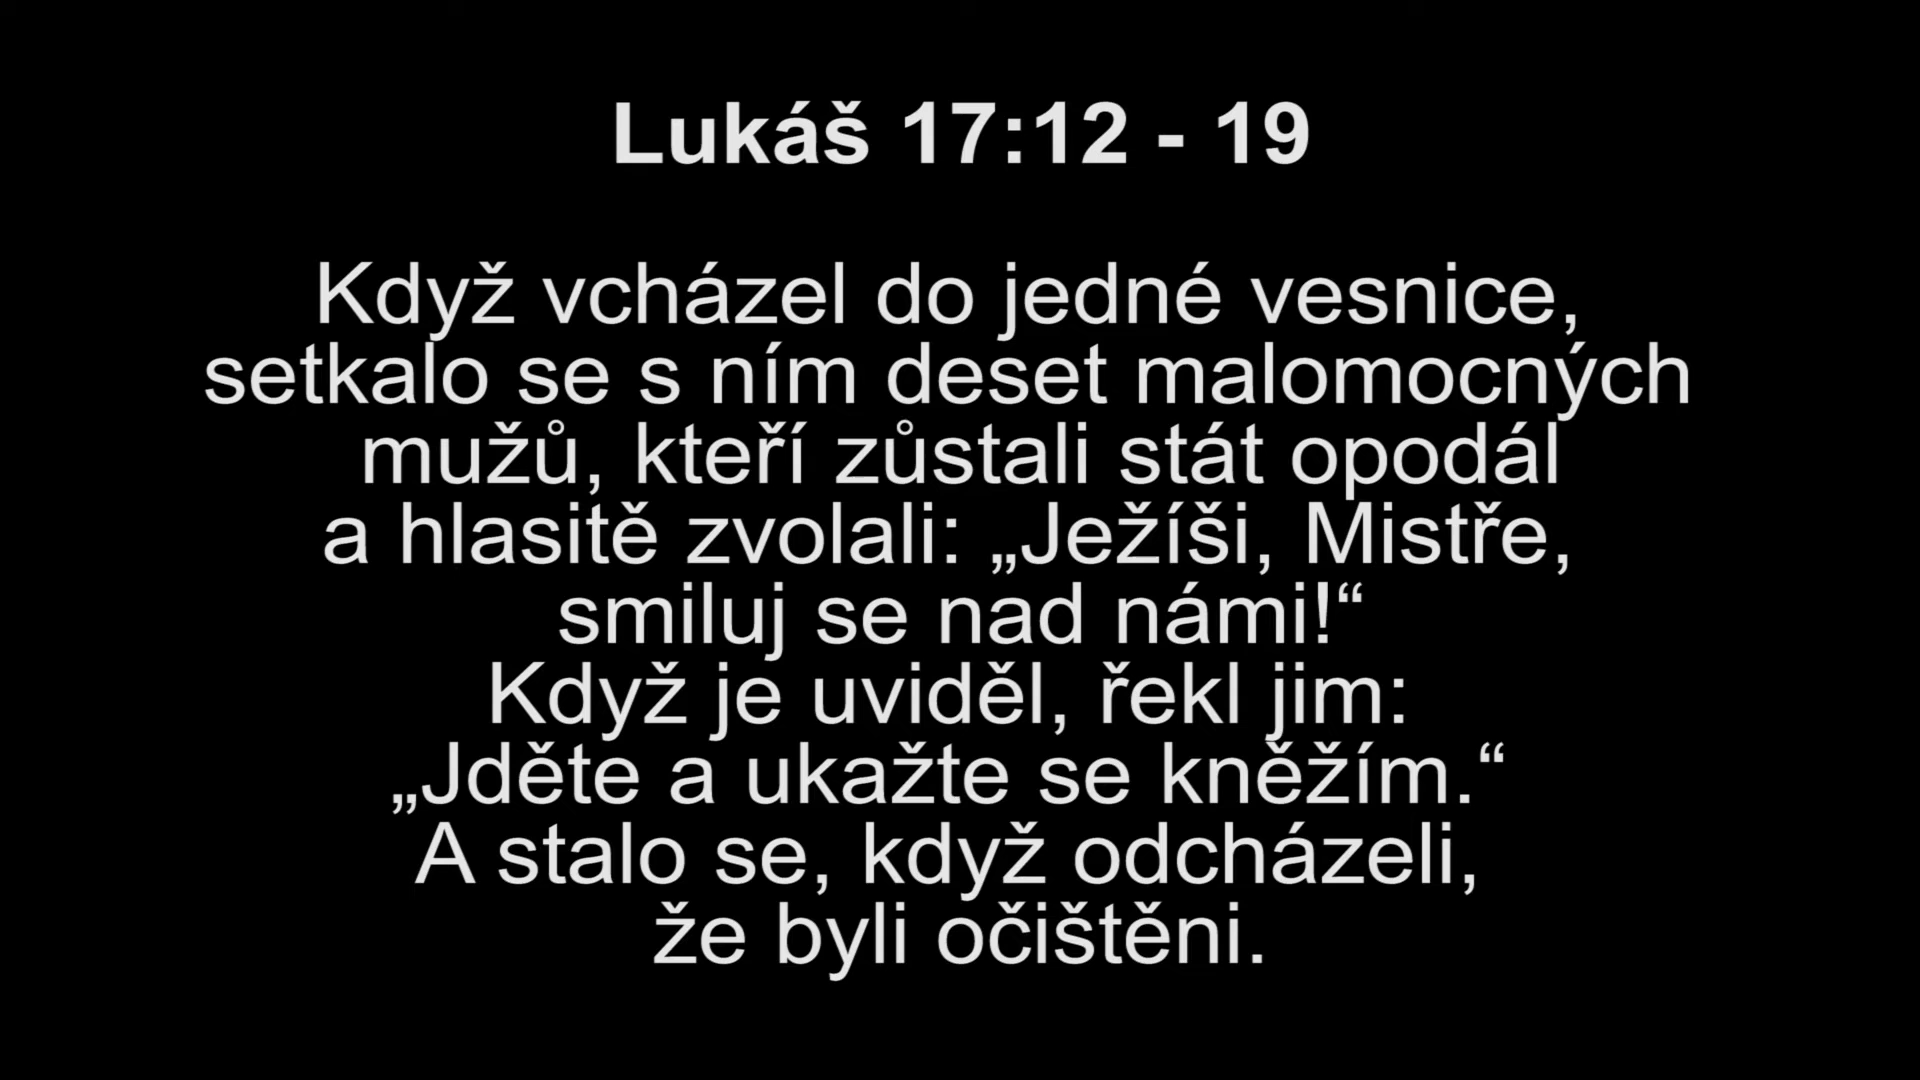 Lukáš 17:12 - 19
Když vcházel do jedné vesnice,
setkalo se s ním deset malomocných
mužů, kteří zůstali stát opodál
a hlasitě zvolali: „Ježíši, Mistře,
smiluj se nad námi!“
Když je uviděl, řekl jim:
„Jděte a ukažte se kněžím.“
A stalo se, když odcházeli,
že byli očištěni.